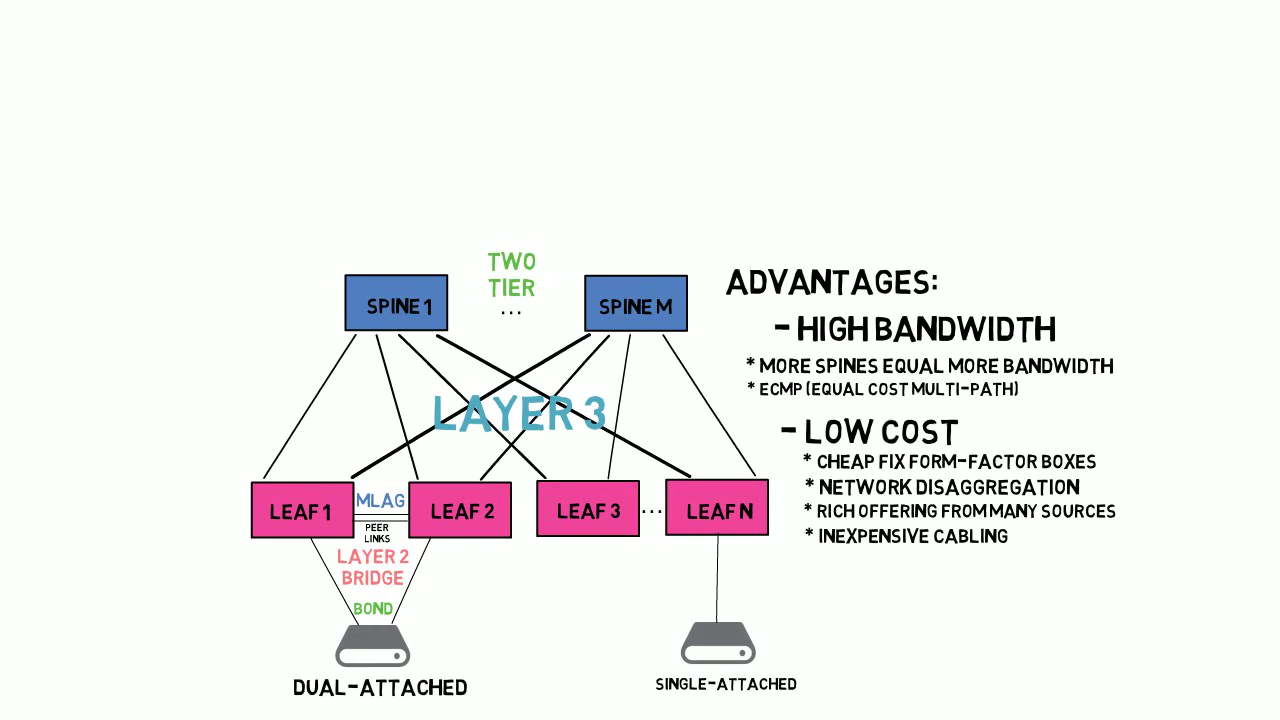 TWO
TIER
...
SPINE 1
SPINE M
LAYER 3
LEAF 1
MLAG
PEER
LINKS
LEAF 2
LEAF 3
...
LEAF N
LAYER 2
BRIDGE
BOND
DUAL-ATTACHED
SINGLE-ATTACHED
ADVANTAGES:
- HIGH BANDWIDTH
* MORE SPINES EQUAL MORE BANDWIDTH
* ECMP (EQUAL COST MULTI-PATH)
- LOW COST
* CHEAP FIX FORM-FACTOR BOXES
* NETWORK DISAGGREGATION
* RICH OFFERING FROM MANY SOURCES
* INEXPENSIVE CABLING